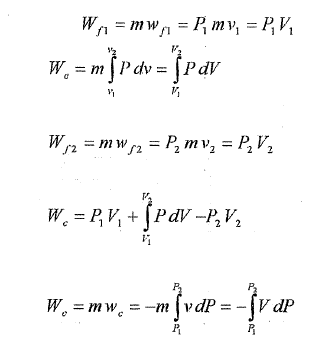 W_{f1} = m w_{f1} = P_1 m v_1 = P_1 V_1
W_a = m ∫_{v_1}^{v_2} P dv = ∫_{V_1}^{V_2} P dV
W_{f2} = m w_{f2} = P_2 m v_2 = P_2 V_2
W_c = P_1 V_1 + ∫_{V_1}^{V_2} P dV − P_2 V_2
W_c = m w_c = −m ∫_{P_1}^{P_2} v dP = −∫_{P_1}^{P_2} V dP